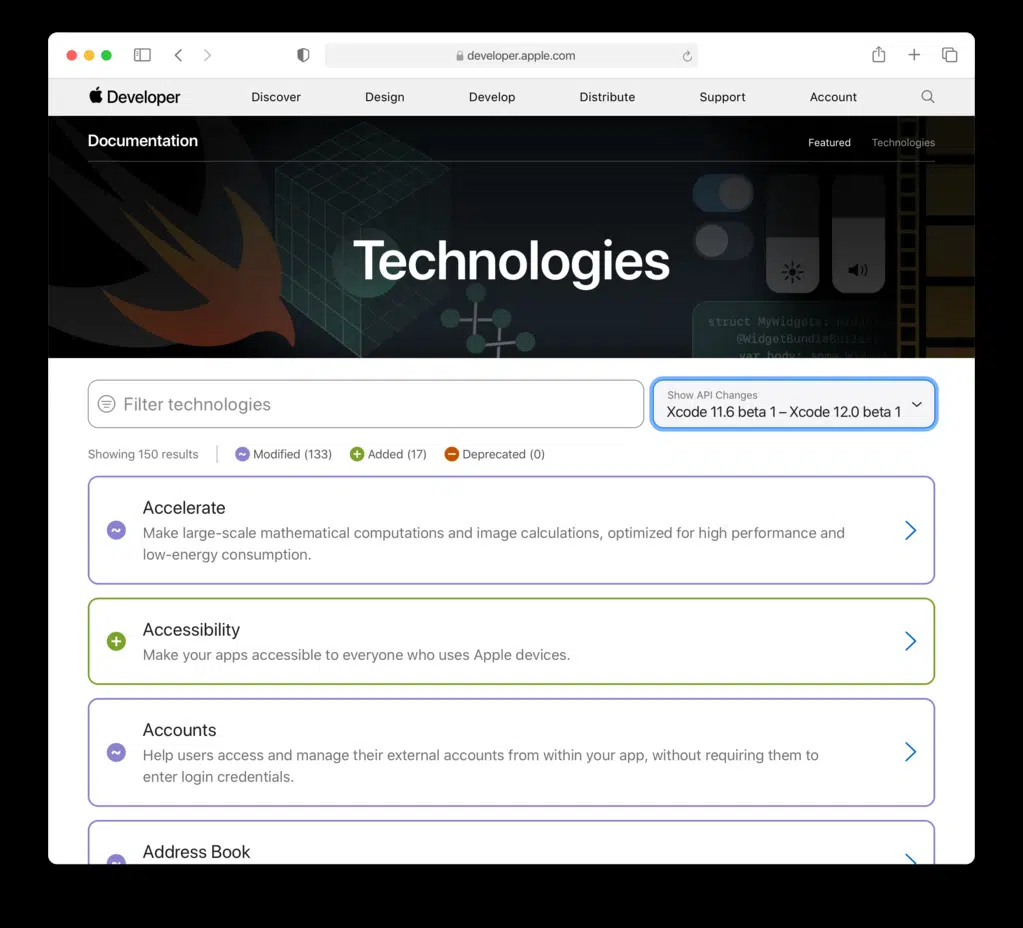 developer.apple.com
Developer
Discover
Design
Develop
Distribute
Support
Account
Documentation
Featured
Technologies
Technologies
struct MyWidgets:
@WidgetBundleBuilder
var body: some
Filter technologies
Show API Changes
Xcode 11.6 beta 1 – Xcode 12.0 beta 1
Showing 150 results
Modified (133)
Added (17)
Deprecated (0)
Accelerate
Make large-scale mathematical computations and image calculations, optimized for high performance and
low-energy consumption.
Accessibility
Make your apps accessible to everyone who uses Apple devices.
Accounts
Help users access and manage their external accounts from within your app, without requiring them to
enter login credentials.
Address Book